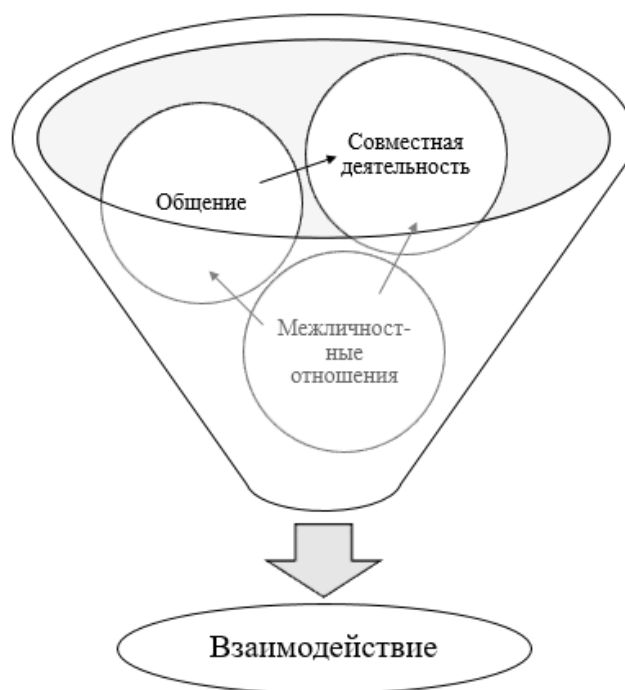 Совместная
деятельность
Общение
Межличност-
ные
отношения
Взаимодействие